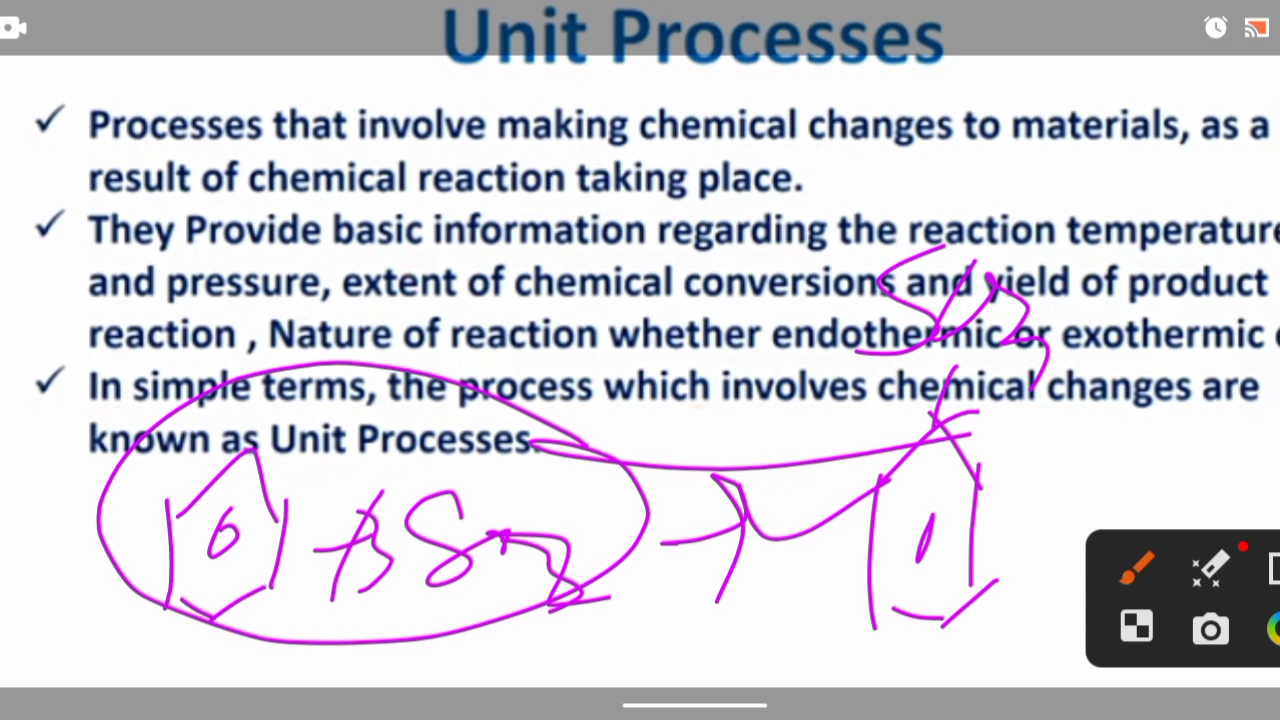 Unit Processes
✓ Processes that involve making chemical changes to materials, as a
result of chemical reaction taking place.
✓ They Provide basic information regarding the reaction temperature
and pressure, extent of chemical conversions and yield of product
reaction , Nature of reaction whether endothermic or exothermic
✓ In simple terms, the process which involves chemical changes are
known as Unit Processes.